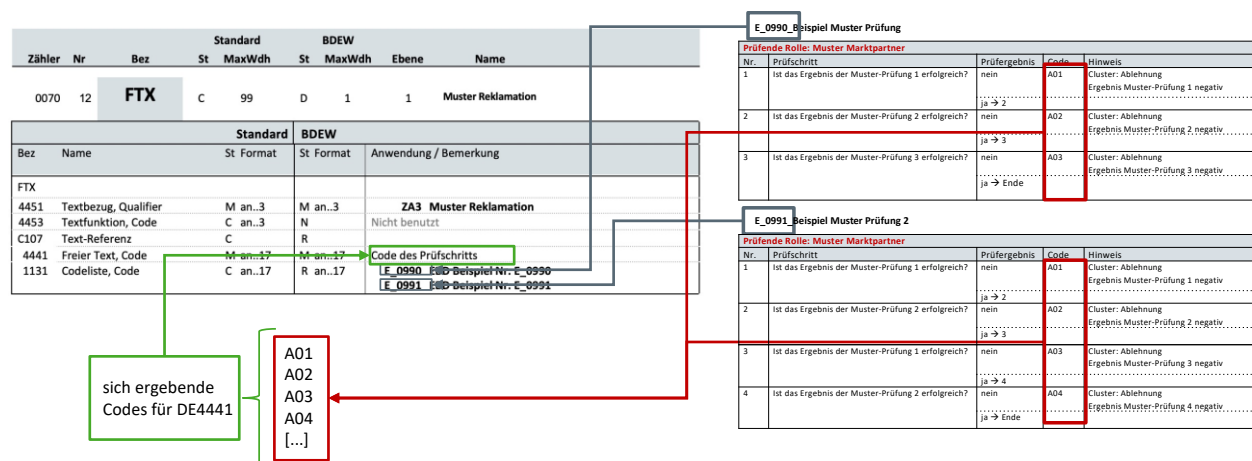 Standard BDEW
Zähler Nr Bez St MaxWdh St MaxWdh Ebene Name
0070 12 FTX C 99 D 1 1 Muster Reklamation
Standard BDEW
Bez Name St Format St Format Anwendung / Bemerkung
FTX
4451 Textbezug, Qualifier M an..3 M an..3 ZA3 Muster Reklamation
4453 Textfunktion, Code C an..3 N Nicht benutzt
C107 Text-Referenz C R
4441 Freier Text, Code M an..17 M an..17 Code des Prüfschritts
1131 Codeliste, Code C an..17 R an..17 E_0990 EBD Beispiel Nr. E_0990
E_0991 EBD Beispiel Nr. E_0991
sich ergebende
Codes für DE4441
A01
A02
A03
A04
[...]
E_0990_Beispiel Muster Prüfung
Prüfende Rolle: Muster Marktpartner
Nr. Prüfschritt Prüfergebnis Code Hinweis
1 Ist das Ergebnis der Muster-Prüfung 1 erfolgreich? nein A01 Cluster: Ablehnung
Ergebnis Muster-Prüfung 1 negativ
ja → 2
2 Ist das Ergebnis der Muster-Prüfung 2 erfolgreich? nein A02 Cluster: Ablehnung
Ergebnis Muster-Prüfung 2 negativ
ja → 3
3 Ist das Ergebnis der Muster-Prüfung 3 erfolgreich? nein A03 Cluster: Ablehnung
Ergebnis Muster-Prüfung 3 negativ
ja → Ende
E_0991_Beispiel Muster Prüfung 2
Prüfende Rolle: Muster Marktpartner
Nr. Prüfschritt Prüfergebnis Code Hinweis
1 Ist das Ergebnis der Muster-Prüfung 1 erfolgreich? nein A01 Cluster: Ablehnung
Ergebnis Muster-Prüfung 1 negativ
ja → 2
2 Ist das Ergebnis der Muster-Prüfung 2 erfolgreich? nein A02 Cluster: Ablehnung
Ergebnis Muster-Prüfung 2 negativ
ja → 3
3 Ist das Ergebnis der Muster-Prüfung 1 erfolgreich? nein A03 Cluster: Ablehnung
Ergebnis Muster-Prüfung 3 negativ
ja → 4
4 Ist das Ergebnis der Muster-Prüfung 2 erfolgreich? nein A04 Cluster: Ablehnung
Ergebnis Muster-Prüfung 4 negativ
ja → Ende